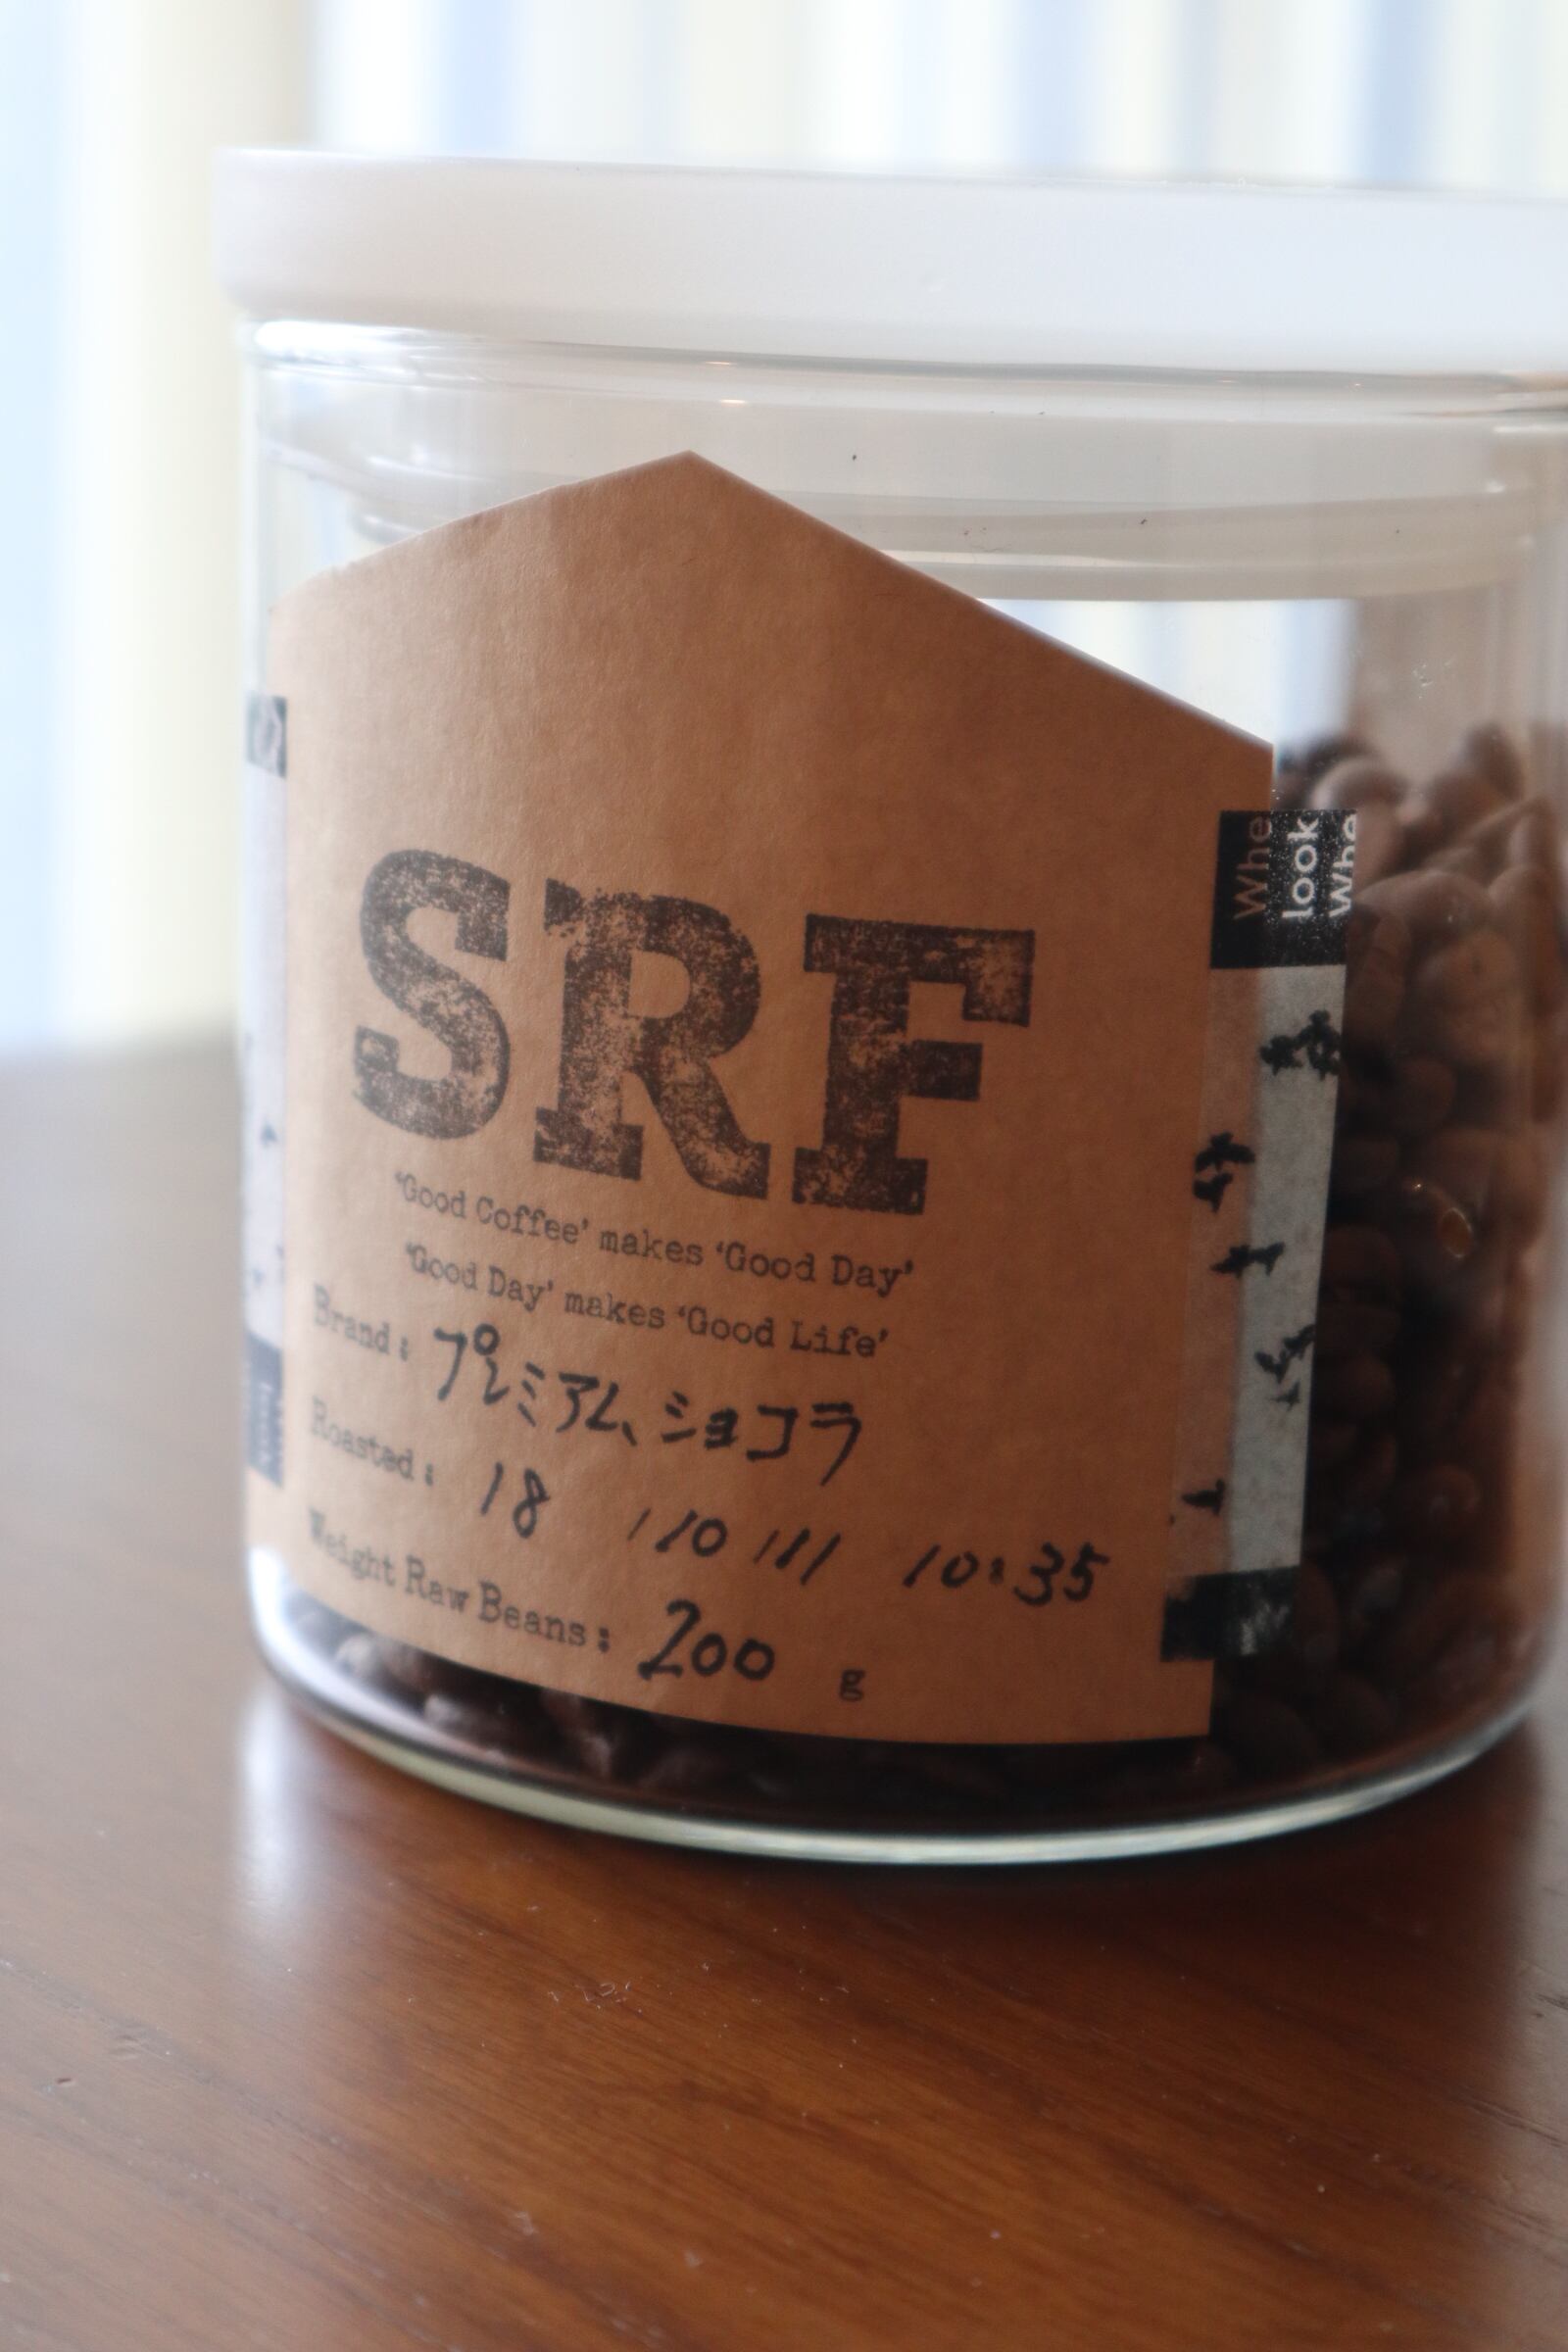 SRF
'Good Coffee' makes 'Good Day'
'Good Day' makes 'Good Life'
Brand: プレミアム、ショコラ
Roasted: 18 / 10 / 11 / 10:35
Weight Raw Beans: 200 g
Whe
look
Whe